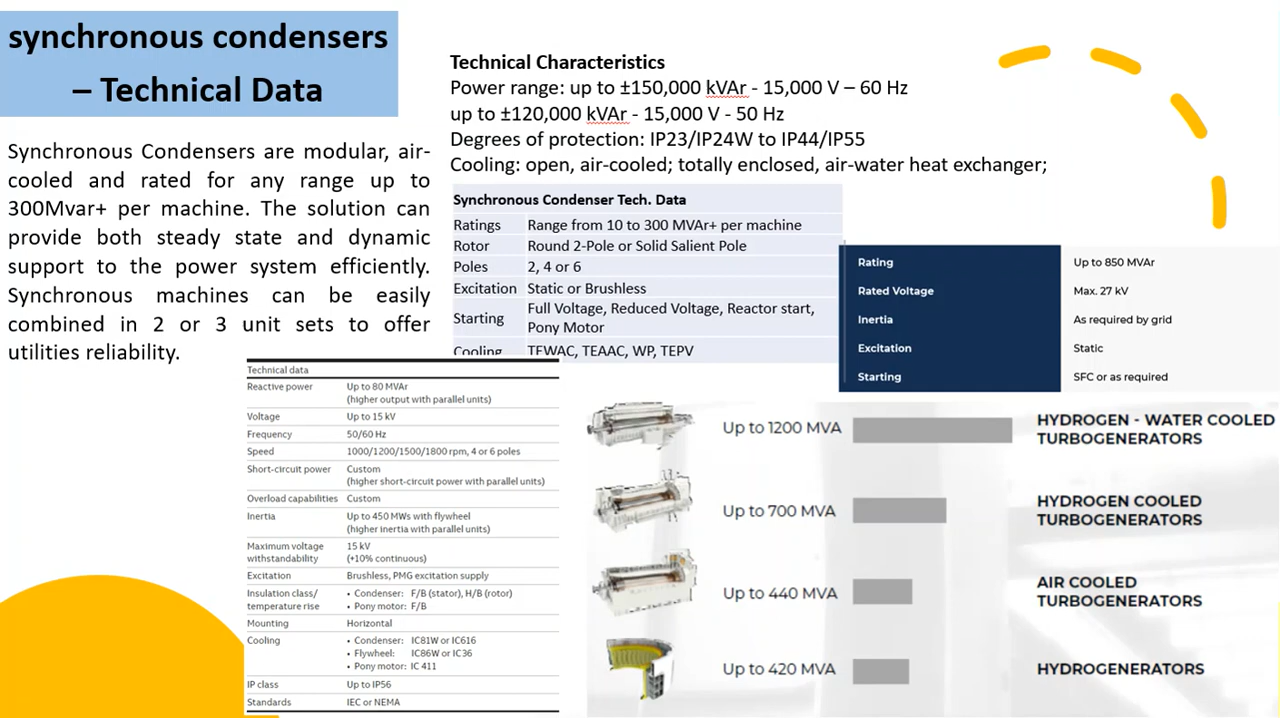 synchronous condensers
– Technical Data
Synchronous Condensers are modular, air-
cooled and rated for any range up to
300Mvar+ per machine. The solution can
provide both steady state and dynamic
support to the power system efficiently.
Synchronous machines can be easily
combined in 2 or 3 unit sets to offer
utilities reliability.
Technical Characteristics
Power range: up to ±150,000 kVAr - 15,000 V – 60 Hz
up to ±120,000 kVAr - 15,000 V - 50 Hz
Degrees of protection: IP23/IP24W to IP44/IP55
Cooling: open, air-cooled; totally enclosed, air-water heat exchanger;
Synchronous Condenser Tech. Data
Ratings Range from 10 to 300 MVAr+ per machine
Rotor Round 2-Pole or Solid Salient Pole
Poles 2, 4 or 6
Excitation Static or Brushless
Starting Full Voltage, Reduced Voltage, Reactor start,
Pony Motor
Cooling TEWAC, TEAAC, WP, TEPV
Rating Up to 850 MVAr
Rated Voltage Max. 27 kV
Inertia As required by grid
Excitation Static
Starting SFC or as required
Technical data
Reactive power Up to 80 MVAr
(higher output with parallel units)
Voltage Up to 15 kV
Frequency 50/60 Hz
Speed 1000/1200/1500/1800 rpm, 4 or 6 poles
Short-circuit power Custom
(higher short-circuit power with parallel units)
Overload capabilities Custom
Inertia Up to 450 MWs with flywheel
(higher inertia with parallel units)
Maximum voltage 15 kV
withstandability (+10% continuous)
Excitation Brushless, PMG excitation supply
Insulation class/ • Condenser: F/B (stator), H/B (rotor)
temperature rise • Pony motor: F/B
Mounting Horizontal
Cooling • Condenser: IC81W or IC616
• Flywheel: IC86W or IC36
• Pony motor: IC 411
IP class Up to IP56
Standards IEC or NEMA
Up to 1200 MVA HYDROGEN - WATER COOLED
TURBOGENERATORS
Up to 700 MVA HYDROGEN COOLED
TURBOGENERATORS
Up to 440 MVA AIR COOLED
TURBOGENERATORS
Up to 420 MVA HYDROGENERATORS